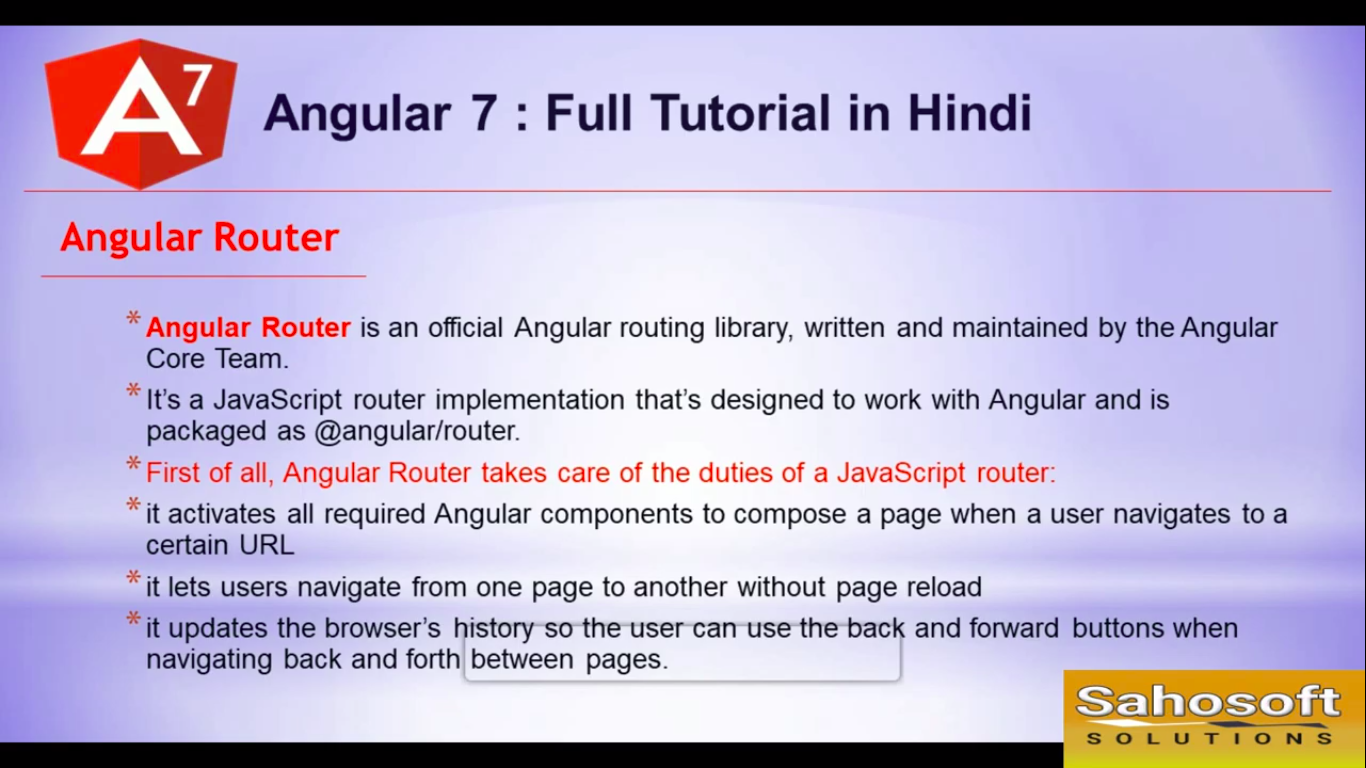 A7
Angular 7 : Full Tutorial in Hindi
Angular Router
* Angular Router is an official Angular routing library, written and maintained by the Angular
Core Team.
* It's a JavaScript router implementation that's designed to work with Angular and is
packaged as @angular/router.
* First of all, Angular Router takes care of the duties of a JavaScript router:
* it activates all required Angular components to compose a page when a user navigates to a
certain URL
* it lets users navigate from one page to another without page reload
* it updates the browser's history so the user can use the back and forward buttons when
navigating back and forth between pages.
Sahosoft
SOLUTIONS